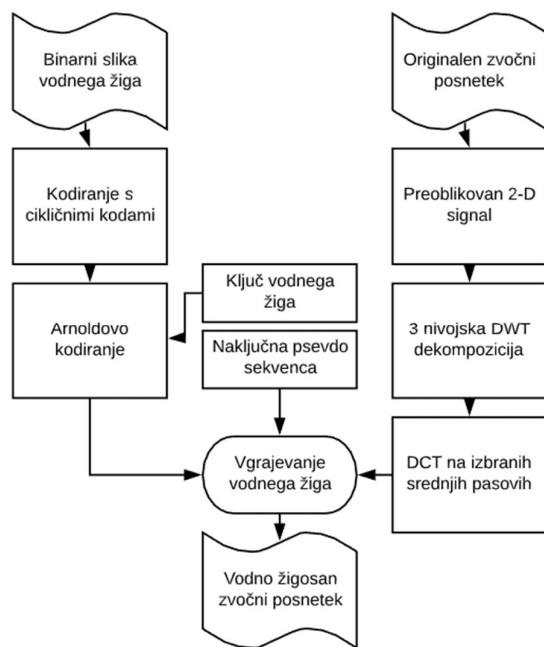 Binarni slika
vodnega žiga
Originalen zvočni
posnetek
Kodiranje s
cikličnimi kodami
Preoblikovan 2-D
signal
Ključ vodnega
žiga
Arnoldovo
kodiranje
Naključna psevdo
sekvenca
3 nivojska DWT
dekompozicija
Vgrajevanje
vodnega žiga
DCT na izbranih
srednjih pasovih
Vodno žigosan
zvočni posnetek